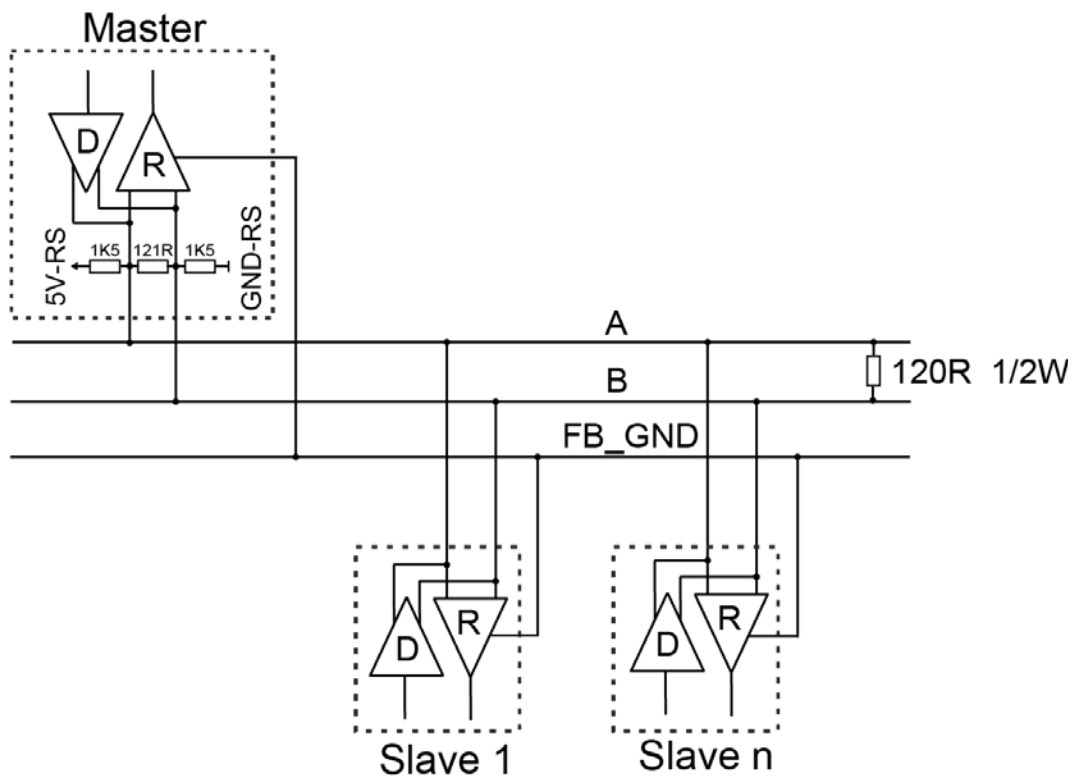 Master
D
R
5V-RS
1K5
121R
1K5
GND-RS
A
120R 1/2W
B
FB_GND
D
R
D
R
Slave 1
Slave n